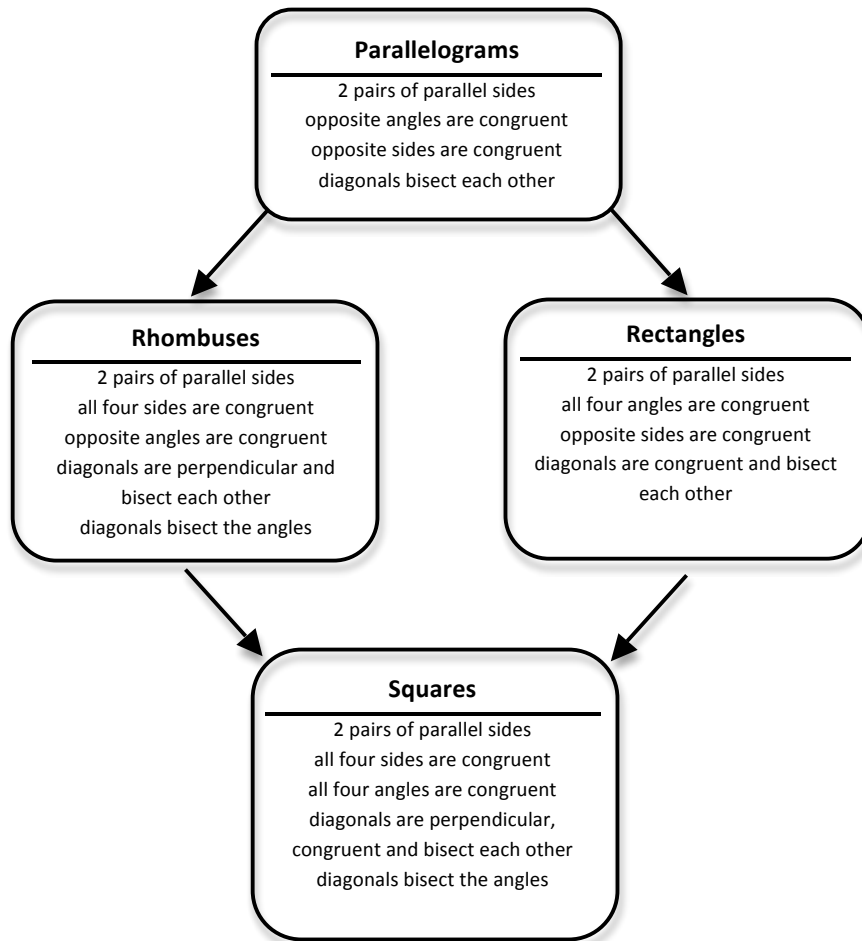 Parallelograms
2 pairs of parallel sides
opposite angles are congruent
opposite sides are congruent
diagonals bisect each other
Rhombuses
2 pairs of parallel sides
all four sides are congruent
opposite angles are congruent
diagonals are perpendicular and
bisect each other
diagonals bisect the angles
Rectangles
2 pairs of parallel sides
all four angles are congruent
opposite sides are congruent
diagonals are congruent and bisect
each other
Squares
2 pairs of parallel sides
all four sides are congruent
all four angles are congruent
diagonals are perpendicular,
congruent and bisect each other
diagonals bisect the angles